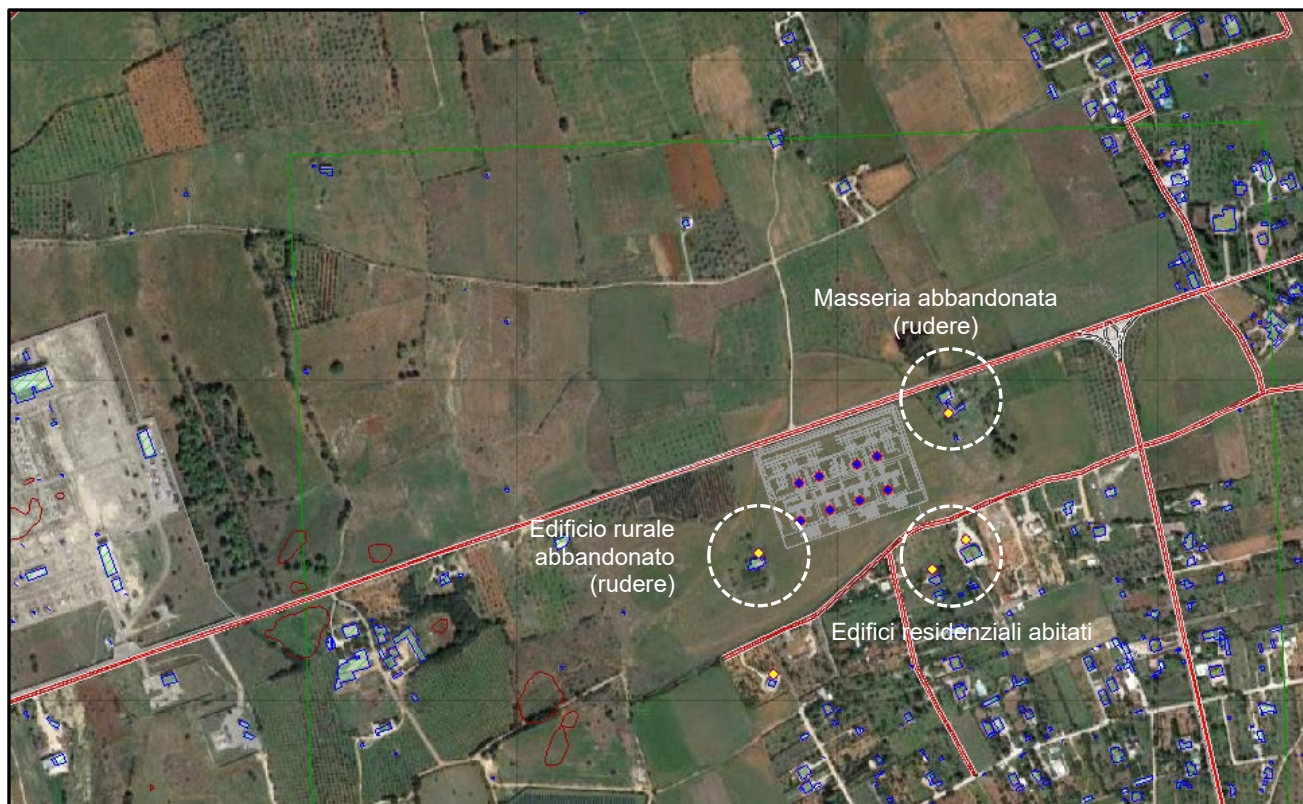 Masseria abbandonata
(rudere)
Edificio rurale
abbandonato
(rudere)
Edifici residenziali abitati